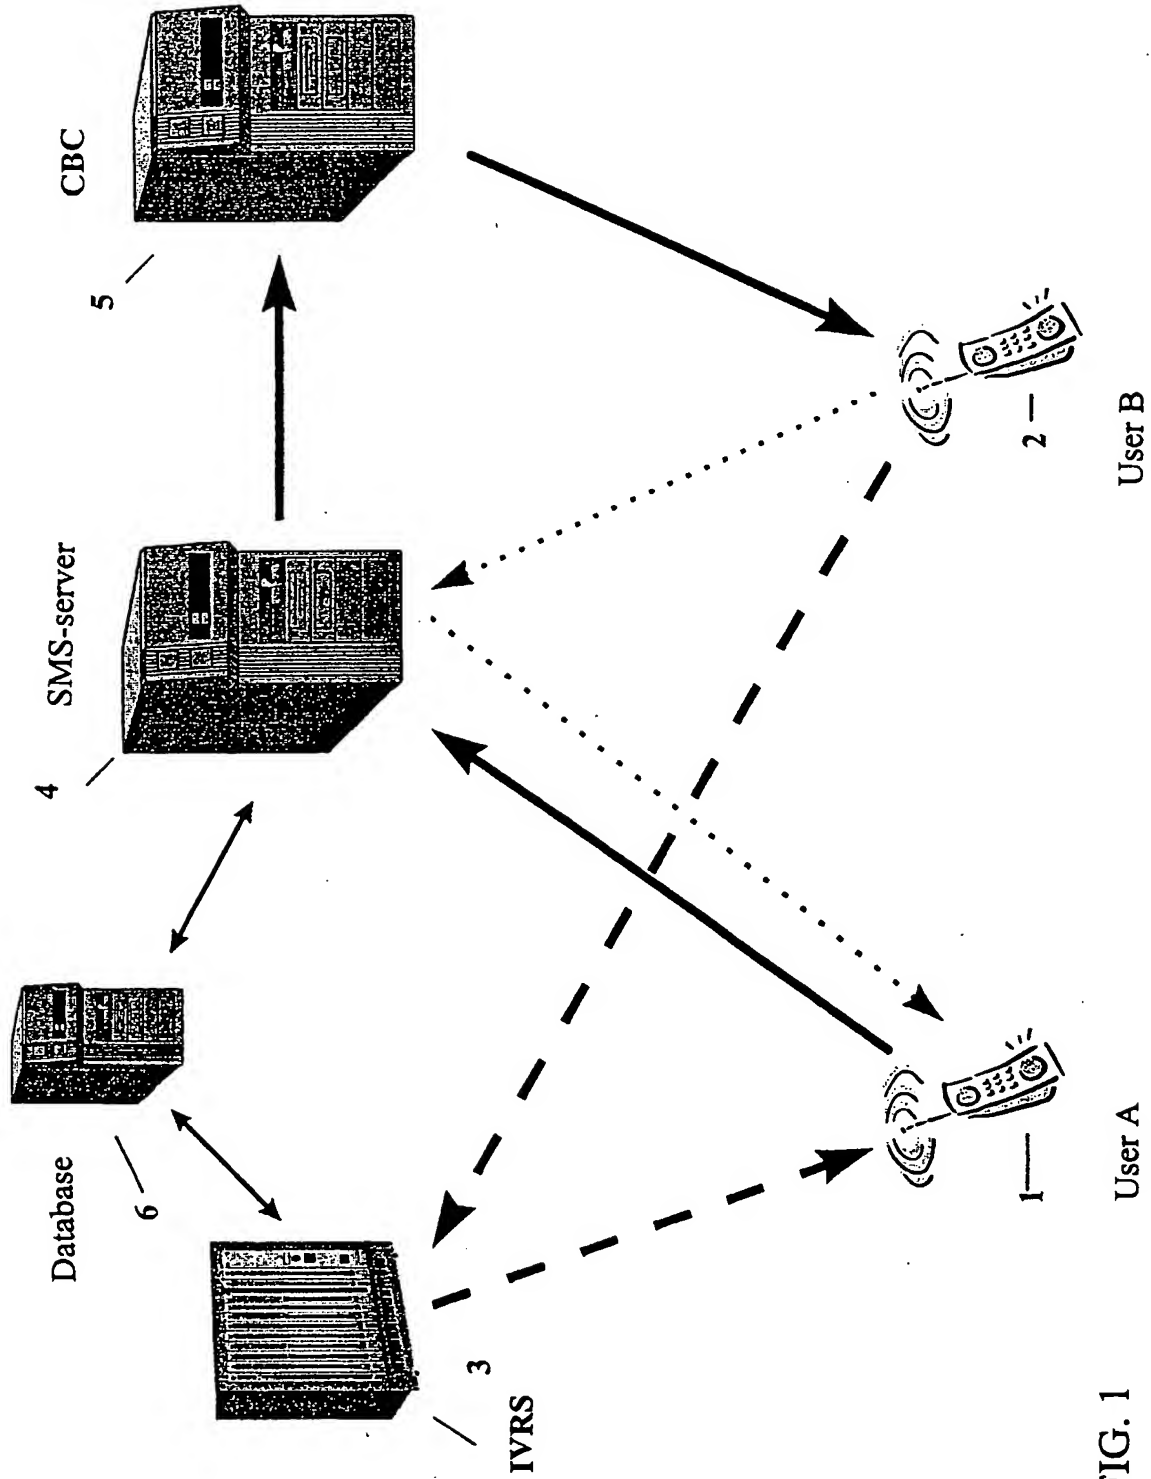 Database
6
4
SMS-server
5
CBC
IVRS
3
1
User A
2
User B
FIG. 1